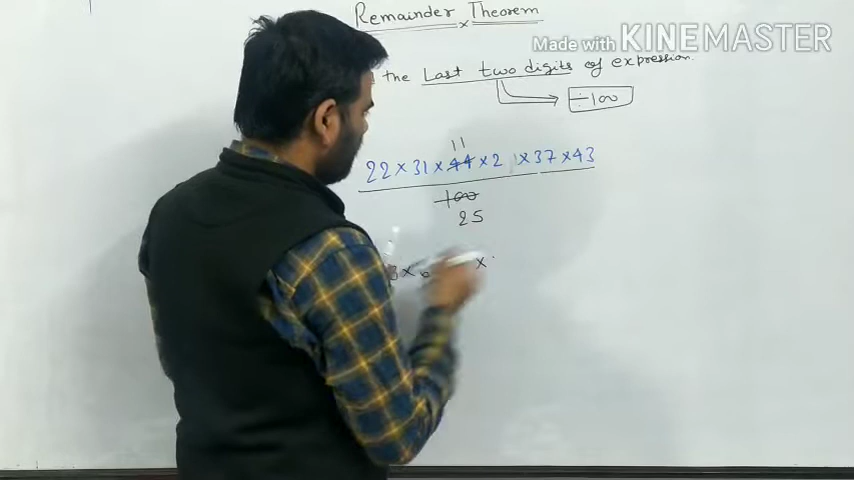 Remainder Theorem
×
Made with KINEMASTER
the Last two digits of expression.
÷100
11
22 × 31 × 44 × 2 × 37 × 43
100
25
× ×